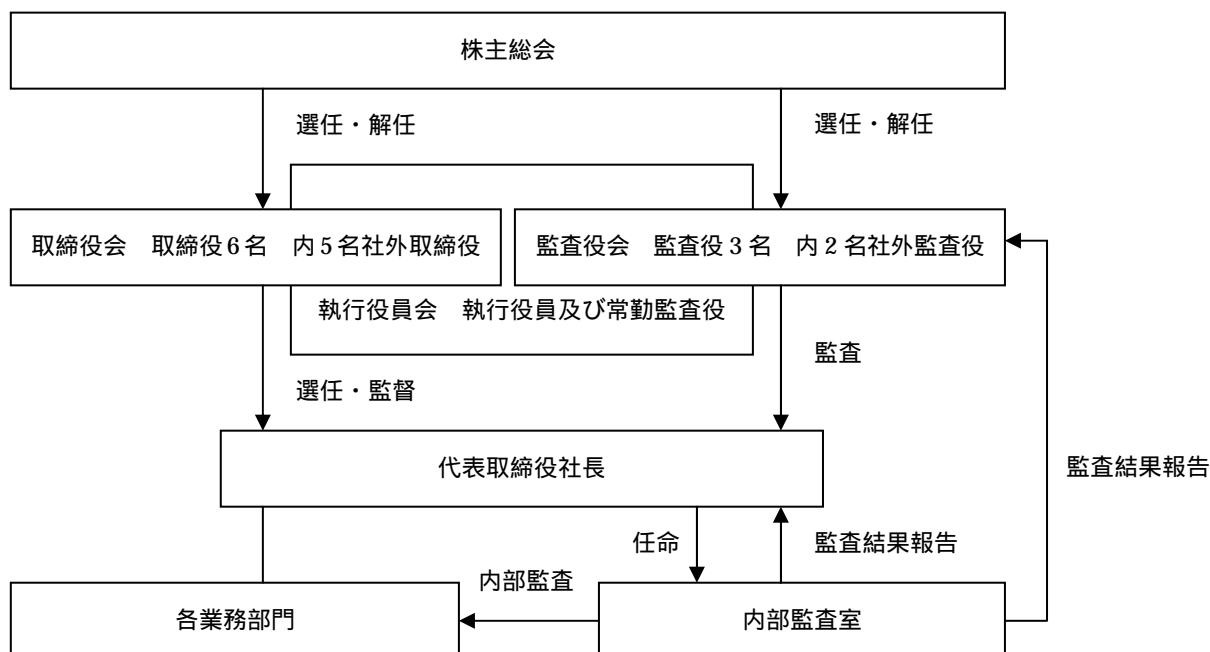 株主総会
選任・解任
選任・解任
取締役会　取締役6名　内5名社外取締役
監査役会　監査役3名　内2名社外監査役
執行役員会　執行役員及び常勤監査役
監査
選任・監督
代表取締役社長
監査結果報告
任命
監査結果報告
内部監査
各業務部門
内部監査室